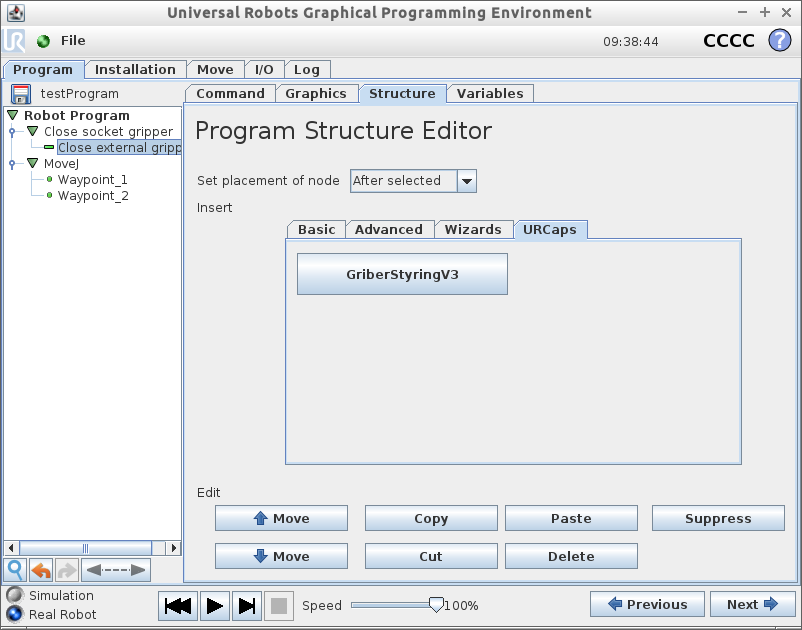 Universal Robots Graphical Programming Environment
File
09:38:44
CCCC
?
Program Installation Move I/O Log
testProgram
Command Graphics Structure Variables
Robot Program
Close socket gripper
Close external gripp
MoveJ
Waypoint_1
Waypoint_2
Program Structure Editor
Set placement of node After selected
Insert
Basic Advanced Wizards URCaps
GriberStyringV3
Edit
Move Copy Paste Suppress
Move Cut Delete
Simulation
Real Robot
Speed 100%
Previous Next